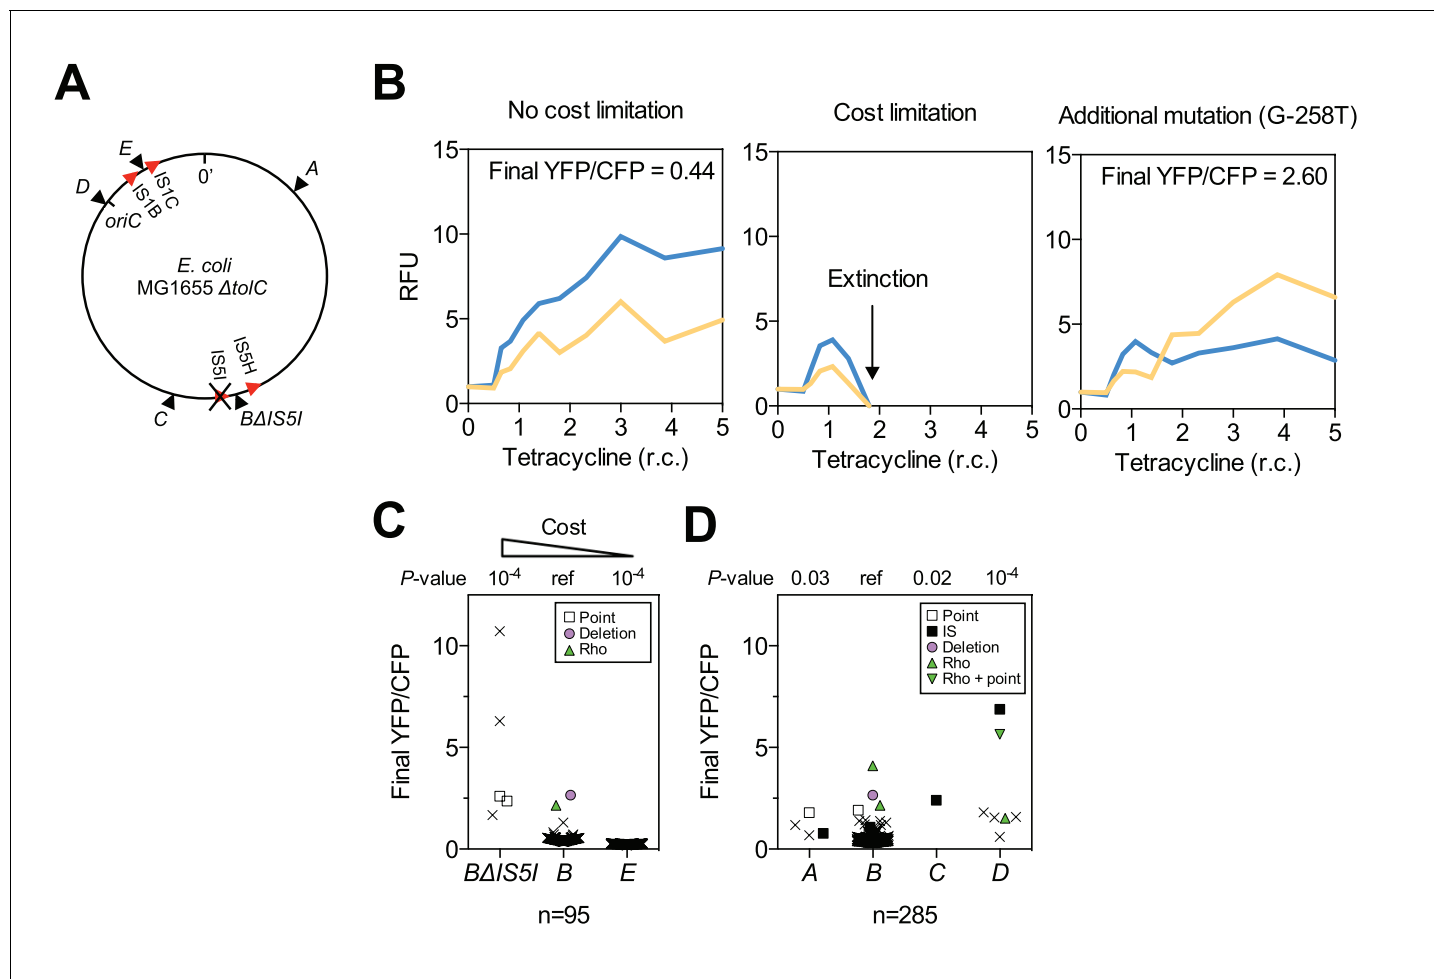 A
E
D
A
0'
IS1C
IS1B
oriC
E. coli
MG1655 ΔtolC
IS5I
IS5H
C
BΔIS5I
B
No cost limitation
Cost limitation
Additional mutation (G-258T)
15
Final YFP/CFP = 0.44
10
RFU
5
0
0 1 2 3 4 5
Tetracycline (r.c.)
15
10
Extinction
5
0
0 1 2 3 4 5
Tetracycline (r.c.)
15
Final YFP/CFP = 2.60
10
5
0
0 1 2 3 4 5
Tetracycline (r.c.)
C
Cost
P-value 10-4 ref 10-4
Point
Deletion
Rho
Final YFP/CFP
10
5
0
BΔIS5I B E
n=95
D
P-value 0.03 ref 0.02 10-4
Point
IS
Deletion
Rho
Rho + point
Final YFP/CFP
10
5
0
A B C D
n=285